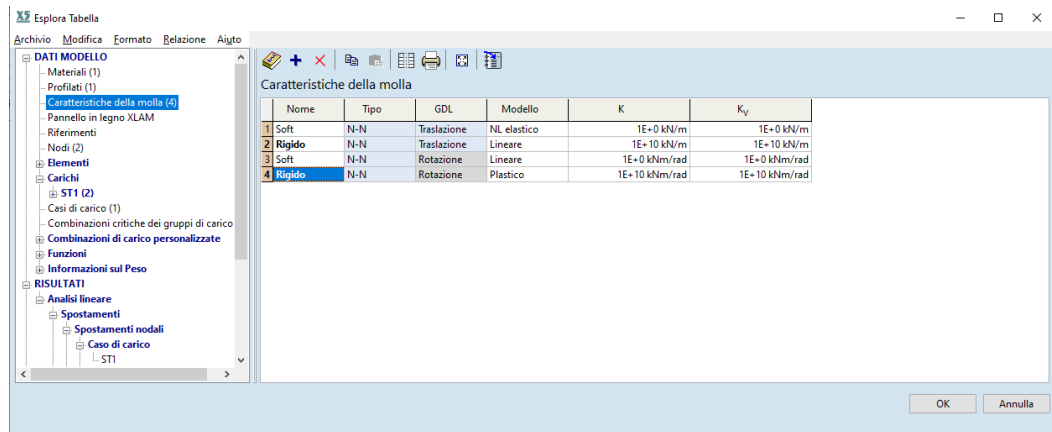 Esplora Tabella
Archivio Modifica Formato Relazione Aiuto
DATI MODELLO
Materiali (1)
Profilati (1)
Caratteristiche della molla (4)
Pannello in legno XLAM
Riferimenti
Nodi (2)
Elementi
Carichi
ST1 (2)
Casi di carico (1)
Combinazioni critiche dei gruppi di carico
Combinazioni di carico personalizzate
Funzioni
Informazioni sul Peso
RISULTATI
Analisi lineare
Spostamenti
Spostamenti nodali
Caso di carico
ST1
Caratteristiche della molla
Nome Tipo GDL Modello K KV
1 Soft N-N Traslazione NL elastico 1E+0 kN/m 1E+0 kN/m
2 Rigido N-N Traslazione Lineare 1E+10 kN/m 1E+10 kN/m
3 Soft N-N Rotazione Lineare 1E+0 kNm/rad 1E+0 kNm/rad
4 Rigido N-N Rotazione Plastico 1E+10 kNm/rad 1E+10 kNm/rad
OK Annulla